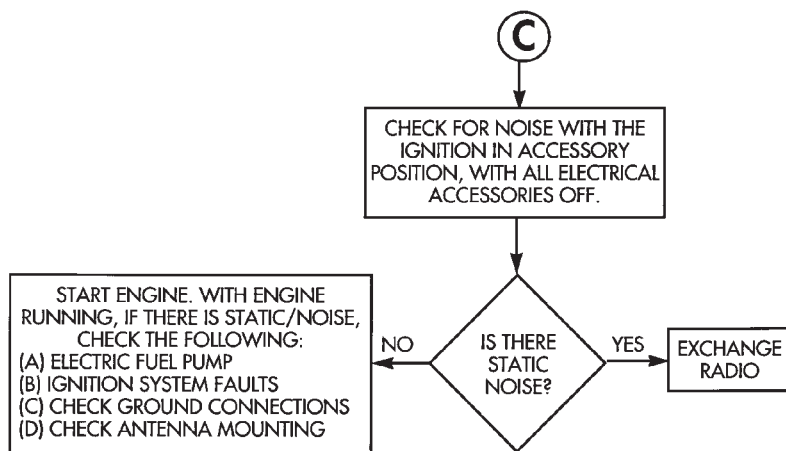 C
CHECK FOR NOISE WITH THE
IGNITION IN ACCESSORY
POSITION, WITH ALL ELECTRICAL
ACCESSORIES OFF.
IS THERE
STATIC
NOISE?
NO
START ENGINE. WITH ENGINE
RUNNING, IF THERE IS STATIC/NOISE,
CHECK THE FOLLOWING:
(A) ELECTRIC FUEL PUMP
(B) IGNITION SYSTEM FAULTS
(C) CHECK GROUND CONNECTIONS
(D) CHECK ANTENNA MOUNTING
YES
EXCHANGE
RADIO